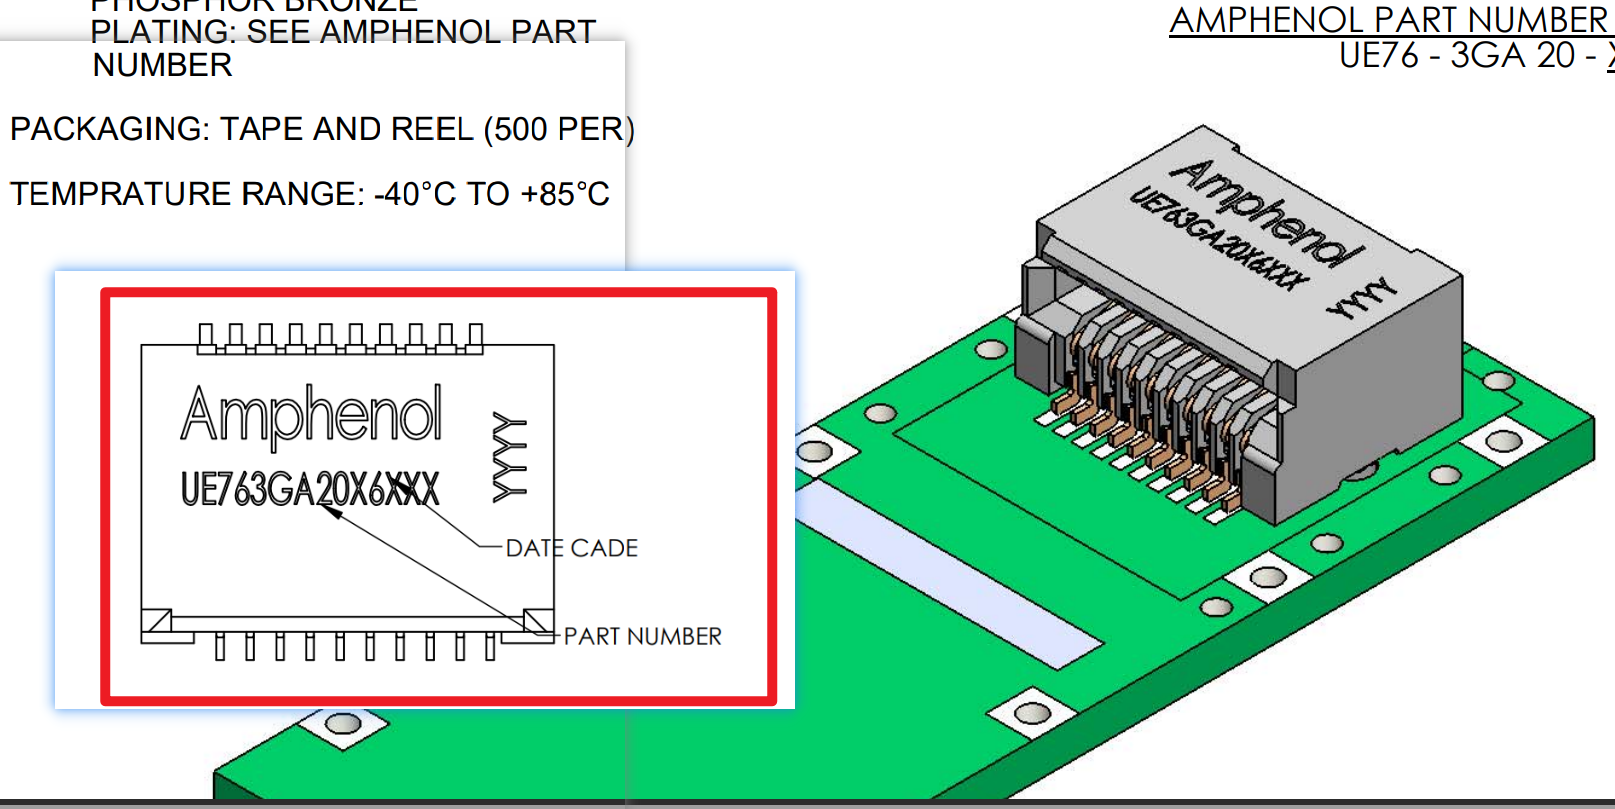 PHOSPHOR BRONZE
PLATING: SEE AMPHENOL PART
NUMBER
PACKAGING: TAPE AND REEL (500 PER)
TEMPRATURE RANGE: -40°C TO +85°C
AMPHENOL PART NUMBER
UE76 - 3GA 20 - X
Amphenol
UE763GA20X6XXX
YYYY
DATE CADE
PART NUMBER
Amphenol
UE763GA20X6XXX
YYYY